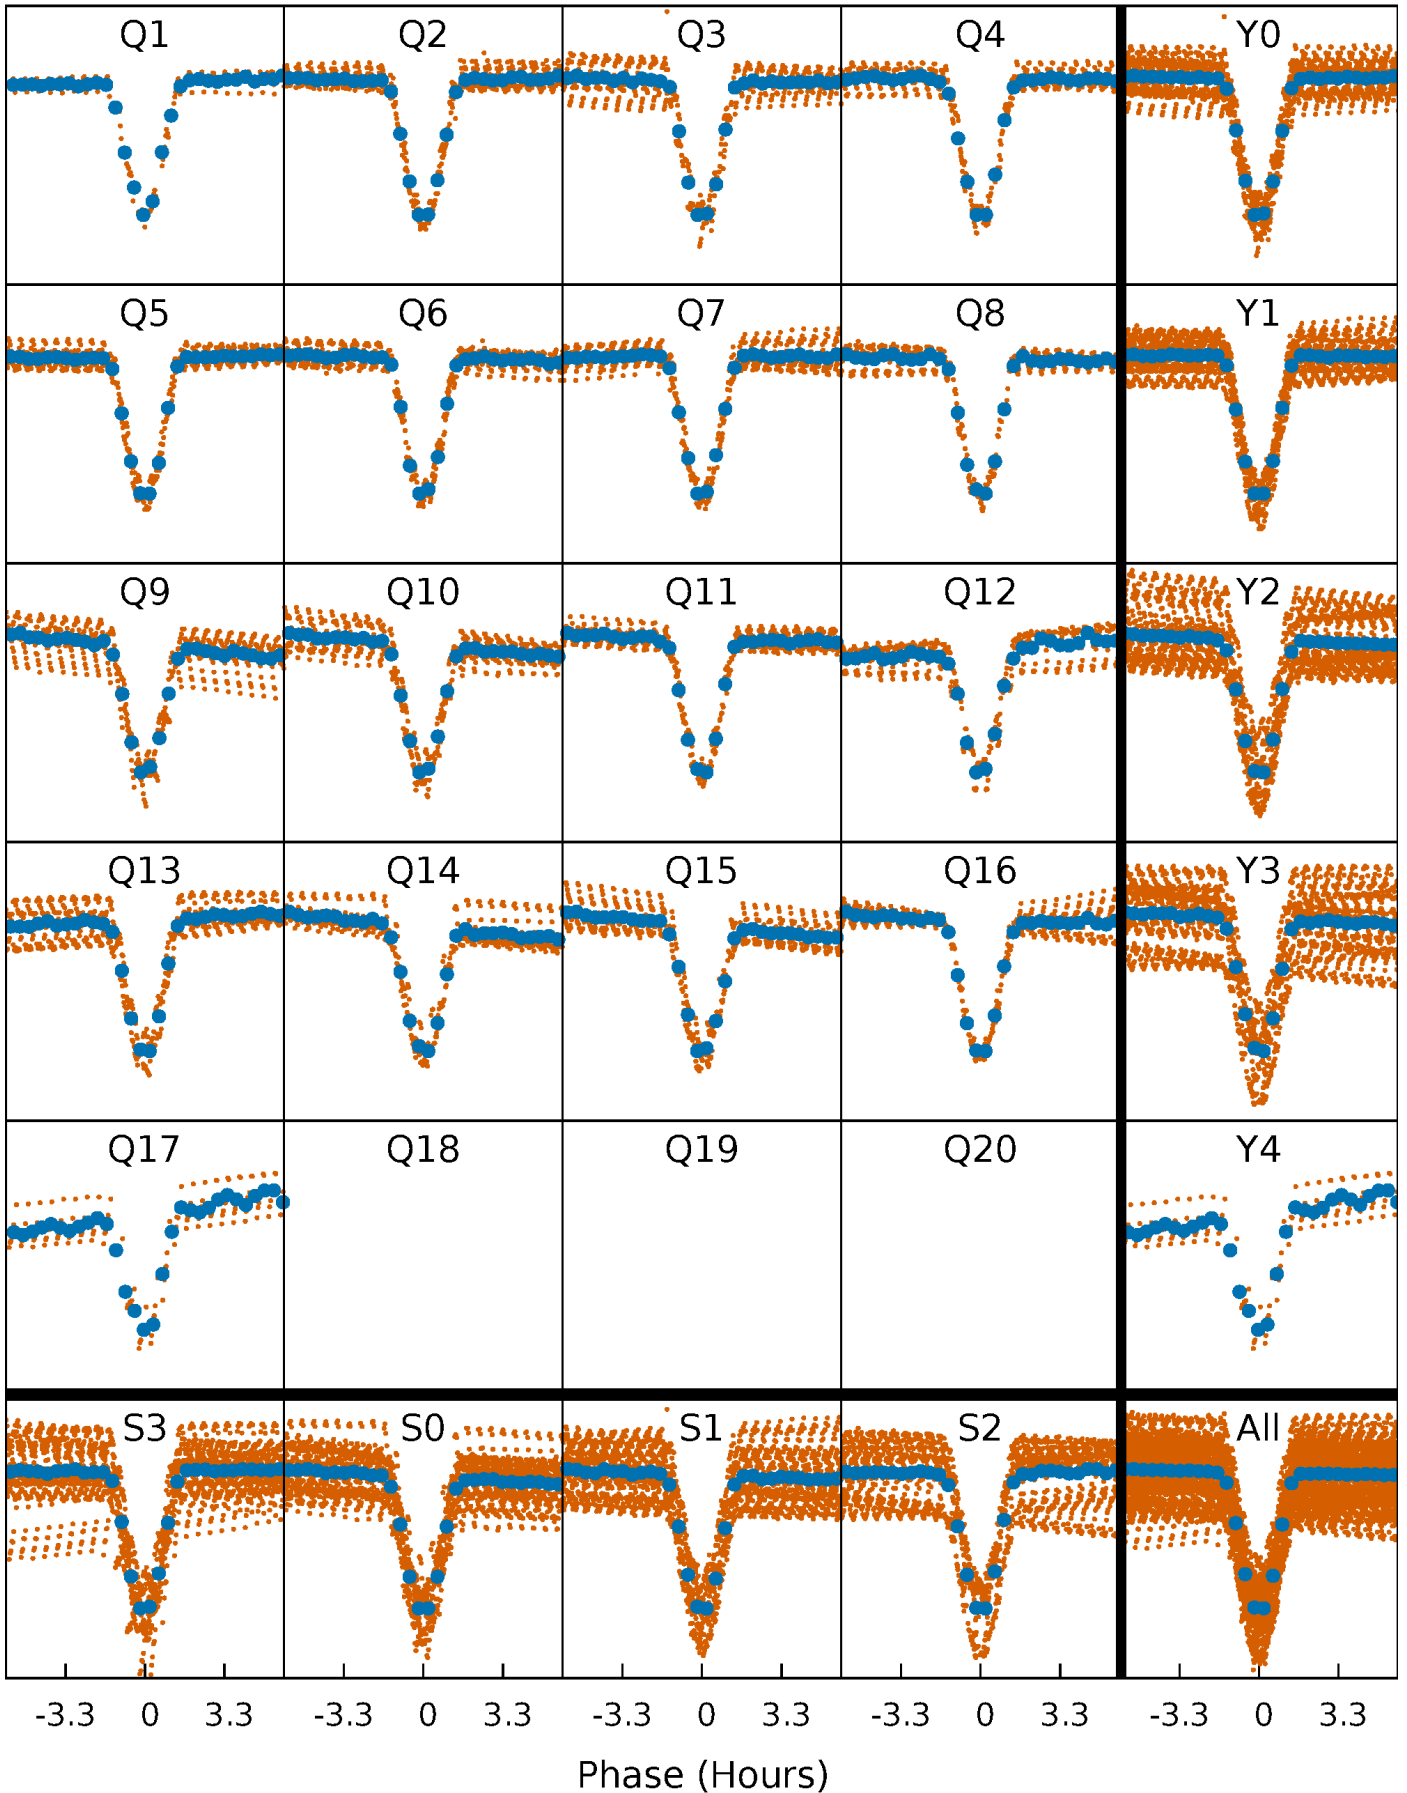 Q1 Q2 Q3 Q4 Y0
Q5 Q6 Q7 Q8 Y1
Q9 Q10 Q11 Q12 Y2
Q13 Q14 Q15 Q16 Y3
Q17 Q18 Q19 Q20 Y4
S3 S0 S1 S2 All
-3.3 0 3.3 -3.3 0 3.3 -3.3 0 3.3 -3.3 0 3.3 -3.3 0 3.3
Phase (Hours)